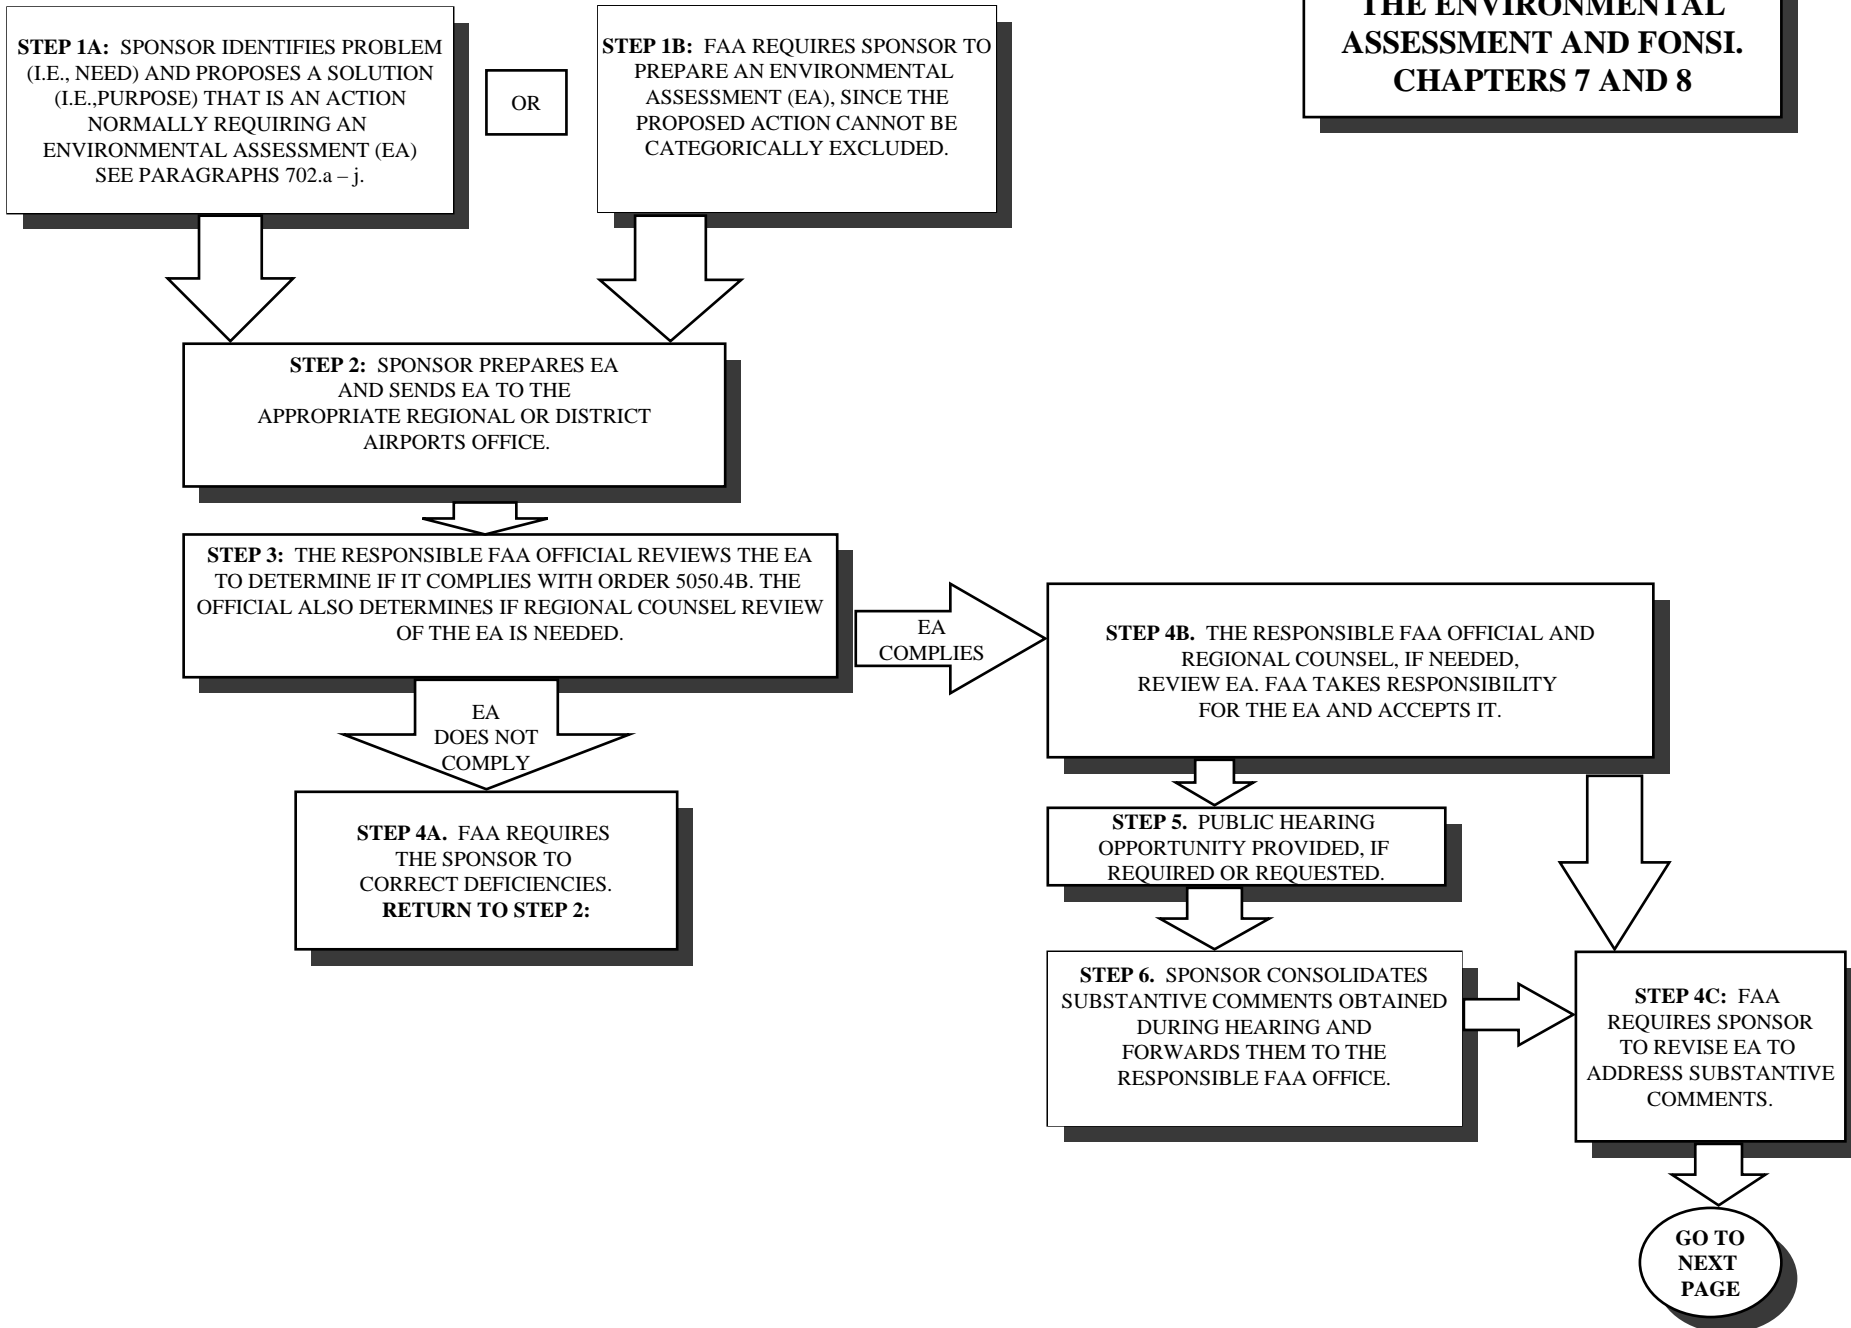 THE ENVIRONMENTAL
ASSESSMENT AND FONSI.
CHAPTERS 7 AND 8
STEP 1A: SPONSOR IDENTIFIES PROBLEM
(I.E., NEED) AND PROPOSES A SOLUTION
(I.E.,PURPOSE) THAT IS AN ACTION
NORMALLY REQUIRING AN
ENVIRONMENTAL ASSESSMENT (EA)
SEE PARAGRAPHS 702.a – j.
OR
STEP 1B: FAA REQUIRES SPONSOR TO
PREPARE AN ENVIRONMENTAL
ASSESSMENT (EA), SINCE THE
PROPOSED ACTION CANNOT BE
CATEGORICALLY EXCLUDED.
STEP 2: SPONSOR PREPARES EA
AND SENDS EA TO THE
APPROPRIATE REGIONAL OR DISTRICT
AIRPORTS OFFICE.
STEP 3: THE RESPONSIBLE FAA OFFICIAL REVIEWS THE EA
TO DETERMINE IF IT COMPLIES WITH ORDER 5050.4B. THE
OFFICIAL ALSO DETERMINES IF REGIONAL COUNSEL REVIEW
OF THE EA IS NEEDED.
EA
COMPLIES
EA
DOES NOT
COMPLY
STEP 4A. FAA REQUIRES
THE SPONSOR TO
CORRECT DEFICIENCIES.
RETURN TO STEP 2:
STEP 4B. THE RESPONSIBLE FAA OFFICIAL AND
REGIONAL COUNSEL, IF NEEDED,
REVIEW EA. FAA TAKES RESPONSIBILITY
FOR THE EA AND ACCEPTS IT.
STEP 5. PUBLIC HEARING
OPPORTUNITY PROVIDED, IF
REQUIRED OR REQUESTED.
STEP 6. SPONSOR CONSOLIDATES
SUBSTANTIVE COMMENTS OBTAINED
DURING HEARING AND
FORWARDS THEM TO THE
RESPONSIBLE FAA OFFICE.
STEP 4C: FAA
REQUIRES SPONSOR
TO REVISE EA TO
ADDRESS SUBSTANTIVE
COMMENTS.
GO TO
NEXT
PAGE